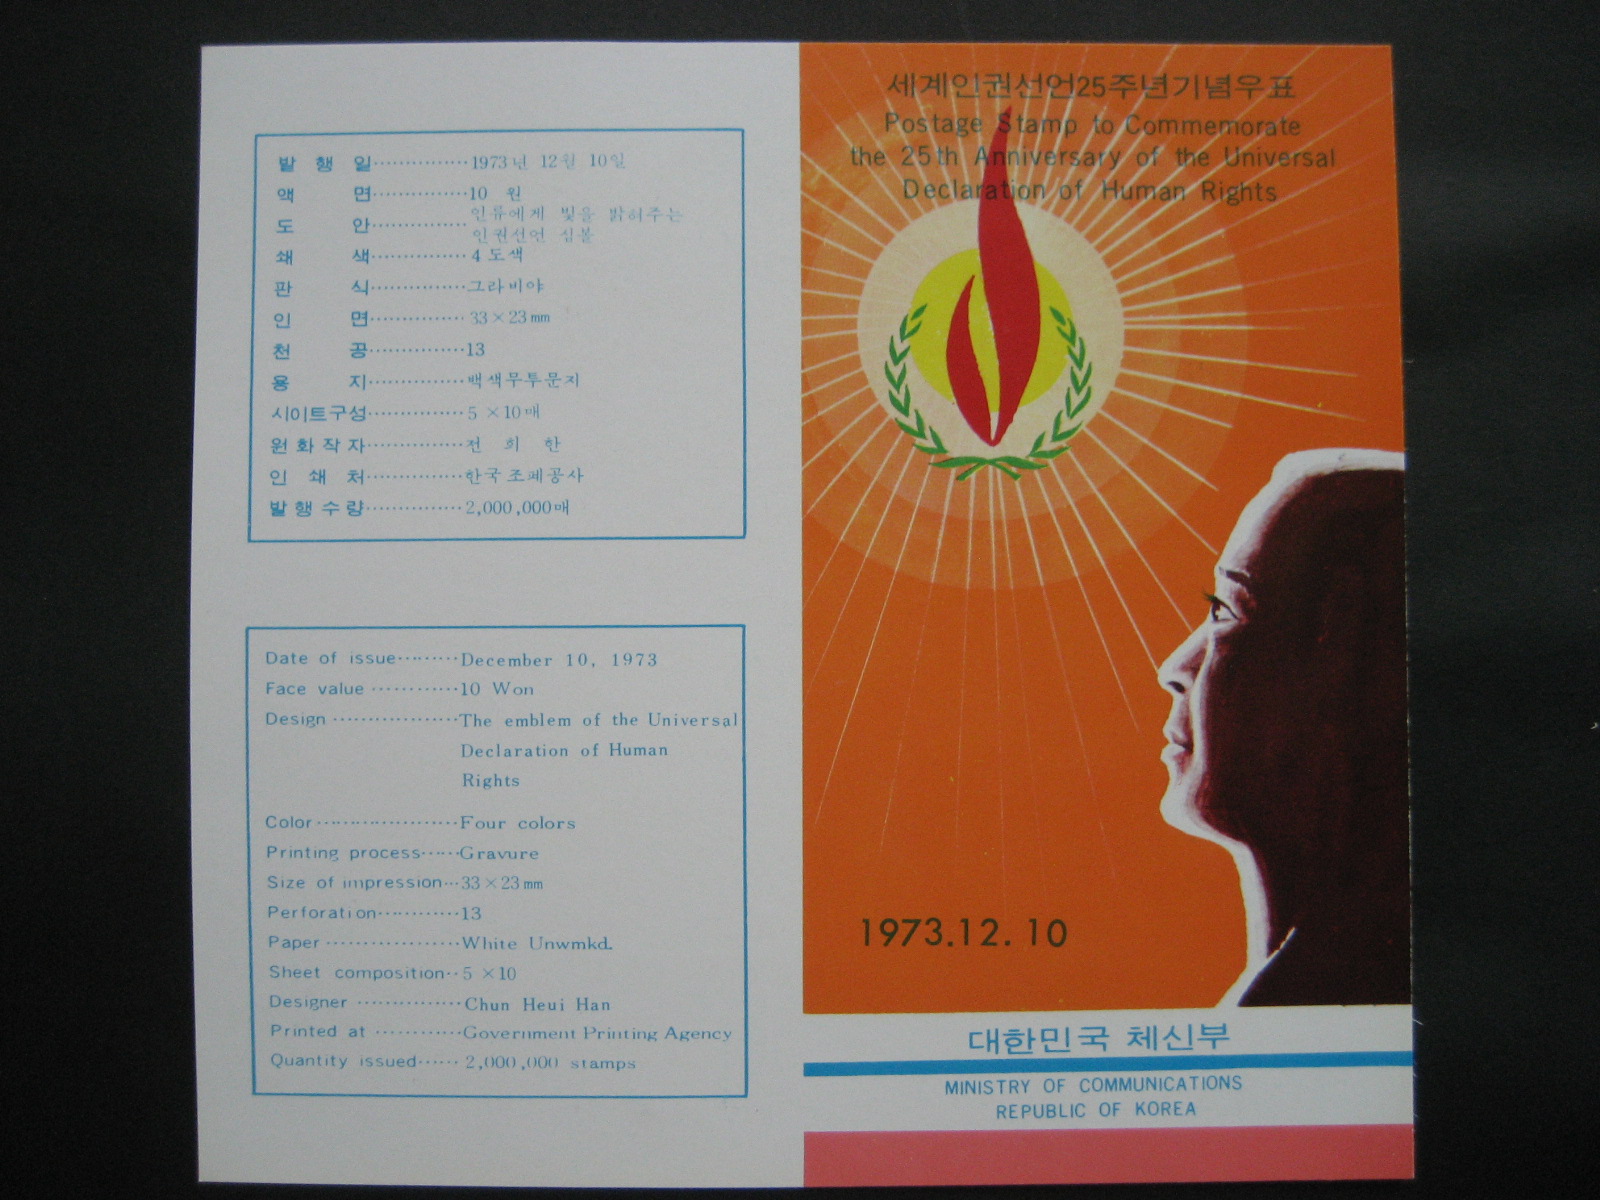 발 행 일 1973년 12월 10일
액 면 10 원
도 안 인류에게 빛을 밝혀주는
인권선언 심볼
쇄 색 4 도색
판 식 그라비야
인 면 33×23㎜
천 공 13
용 지 백색무투문지
시이트구성 5 ×10매
원 화 작 자 전 희 한
인 쇄 처 한국조폐공사
발 행 수 량 2,000,000매
Date of issue December 10, 1973
Face value 10 Won
Design The emblem of the Universal
Declaration of Human
Rights
Color Four colors
Printing process Gravure
Size of impression 33×23㎜
Perforation 13
Paper White Unwmkd.
Sheet composition 5 ×10
Designer Chun Heui Han
Printed at Government Printing Agency
Quantity issued 2,000,000 stamps
세계인권선언25주년기념우표
Postage Stamp to Commemorate
the 25th Anniversary of the Universal
Declaration of Human Rights
1973.12. 10
대한민국 체신부
MINISTRY OF COMMUNICATIONS
REPUBLIC OF KOREA